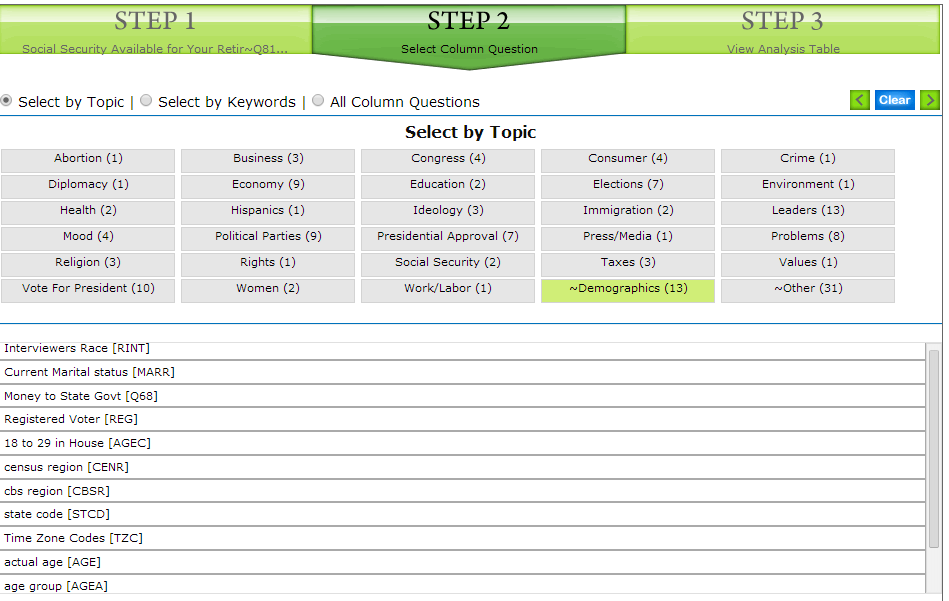 STEP 1 STEP 2 STEP 3
Social Security Available for Your Retir~Q81... Select Column Question View Analysis Table
Select by Topic | Select by Keywords | All Column Questions < Clear >
Select by Topic
Abortion (1) Business (3) Congress (4) Consumer (4) Crime (1)
Diplomacy (1) Economy (9) Education (2) Elections (7) Environment (1)
Health (2) Hispanics (1) Ideology (3) Immigration (2) Leaders (13)
Mood (4) Political Parties (9) Presidential Approval (7) Press/Media (1) Problems (8)
Religion (3) Rights (1) Social Security (2) Taxes (3) Values (1)
Vote For President (10) Women (2) Work/Labor (1) ~Demographics (13) ~Other (31)
Interviewers Race [RINT]
Current Marital status [MARR]
Money to State Govt [Q68]
Registered Voter [REG]
18 to 29 in House [AGEC]
census region [CENR]
cbs region [CBSR]
state code [STCD]
Time Zone Codes [TZC]
actual age [AGE]
age group [AGEA]